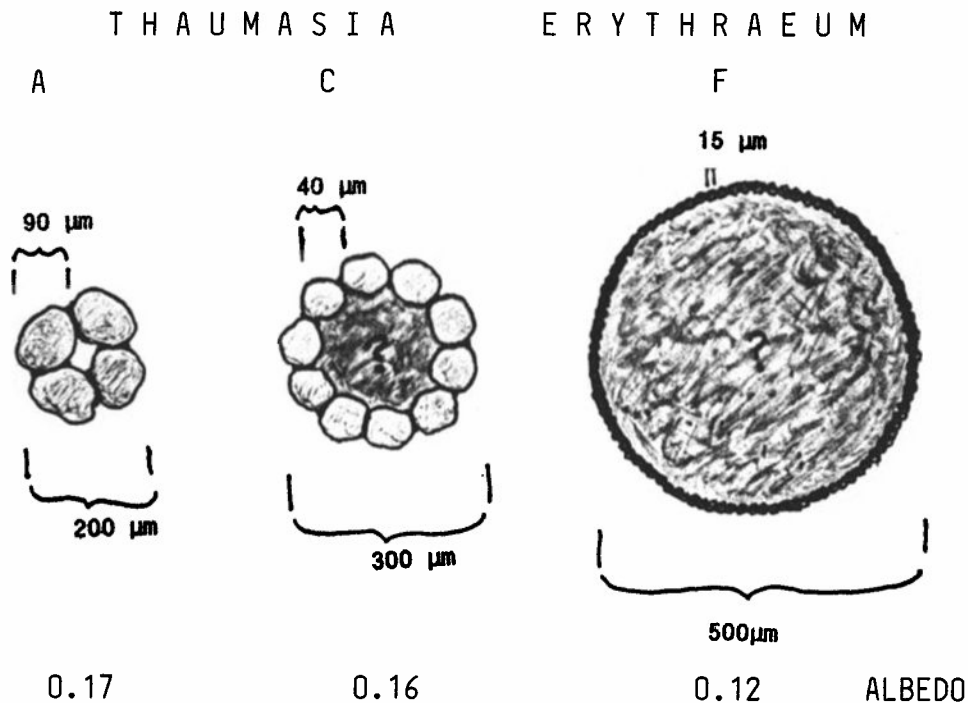 THAUMASIA ERYTHRAEUM
A C F
15 µm
40 µm
90 µm
?
?
200 µm
300 µm
500µm
0.17 0.16 0.12 ALBEDO